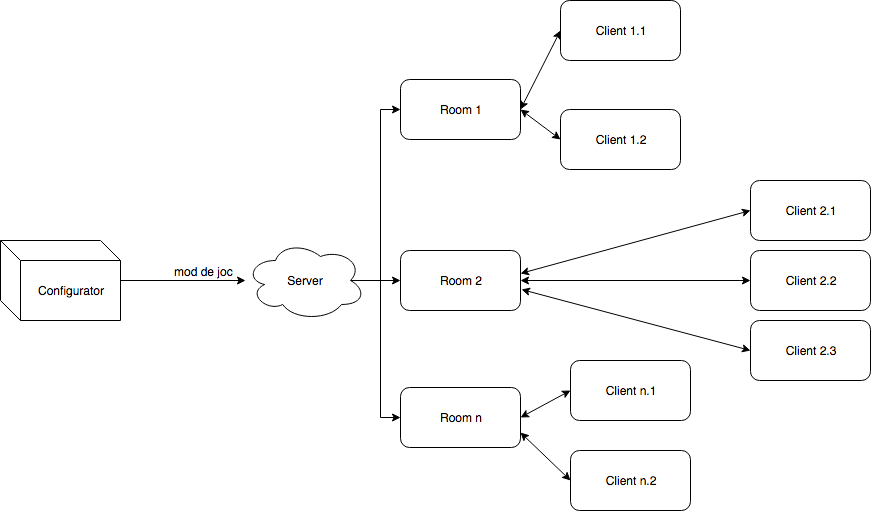 Client 1.1
Room 1
Client 1.2
Client 2.1
mod de joc
Configurator
Server
Room 2
Client 2.2
Client 2.3
Client n.1
Room n
Client n.2